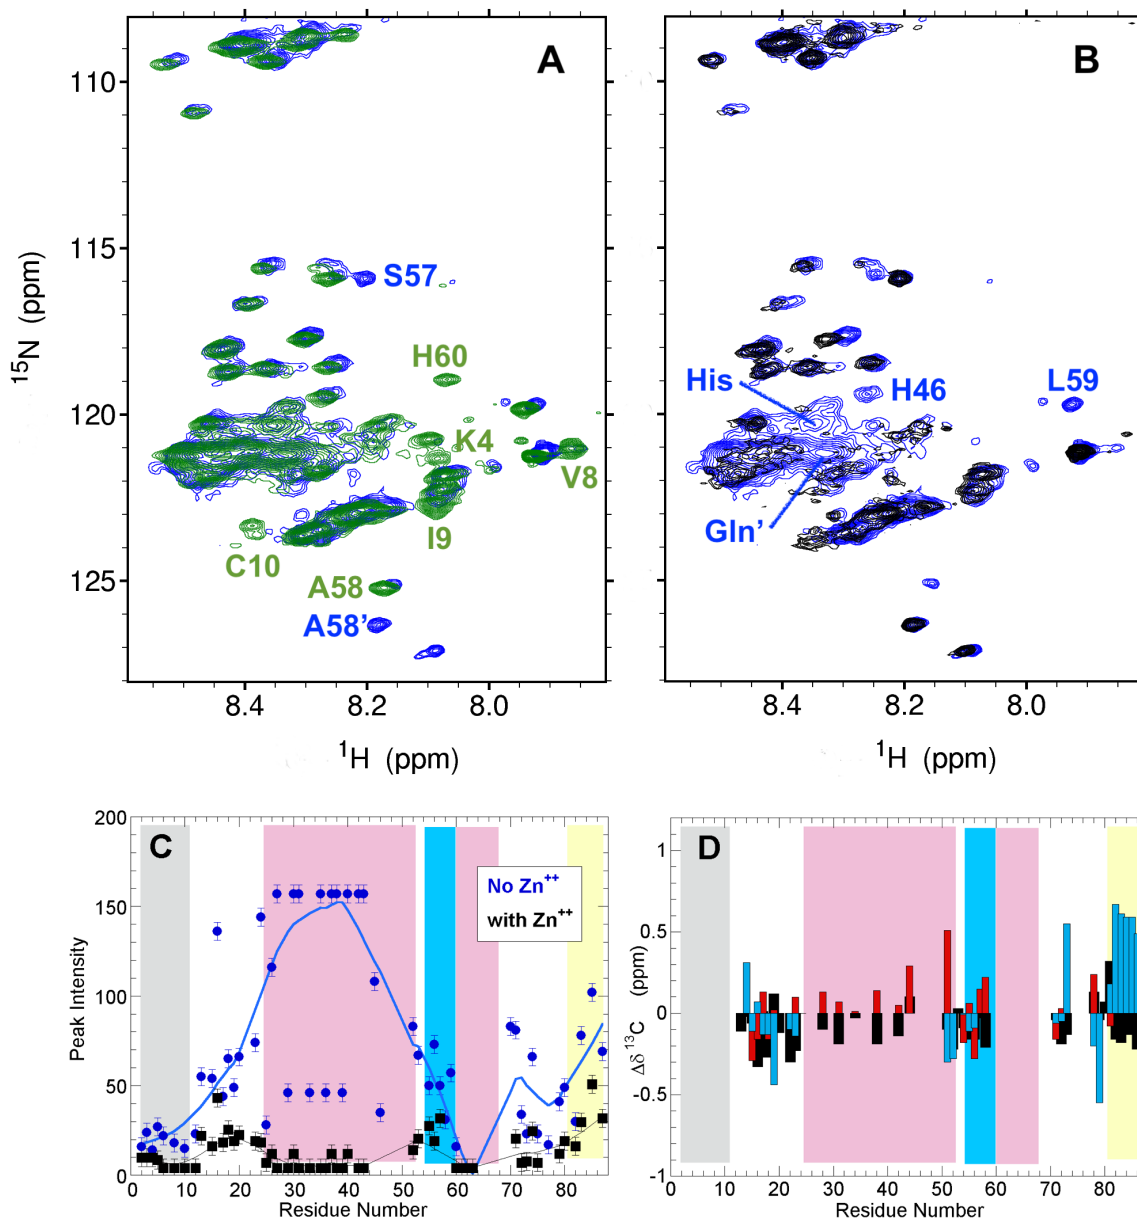 A
B
110
115
120
125
15N (ppm)
S57
H60
K4
V8
I9
C10
A58
A58’
His
H46
L59
Gln’
8.4
8.2
8.0
8.4
8.2
8.0
1H (ppm)
1H (ppm)
C
D
200
150
100
50
0
Peak Intensity
No Zn++
with Zn++
0 10 20 30 40 50 60 70 80
Residue Number
1
0.5
0
-0.5
-1
Δδ 13C (ppm)
0 10 20 30 40 50 60 70 80
Residue Number